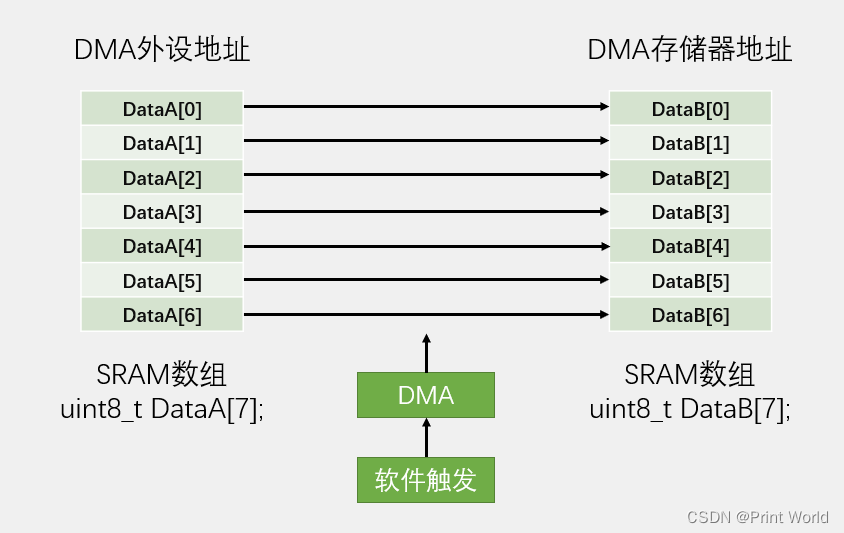 DMA外设地址
DMA存储器地址
DataA[0]
DataB[0]
DataA[1]
DataB[1]
DataA[2]
DataB[2]
DataA[3]
DataB[3]
DataA[4]
DataB[4]
DataA[5]
DataB[5]
DataA[6]
DataB[6]
SRAM数组
uint8_t DataA[7];
SRAM数组
uint8_t DataB[7];
DMA
软件触发
CSDN @Print World